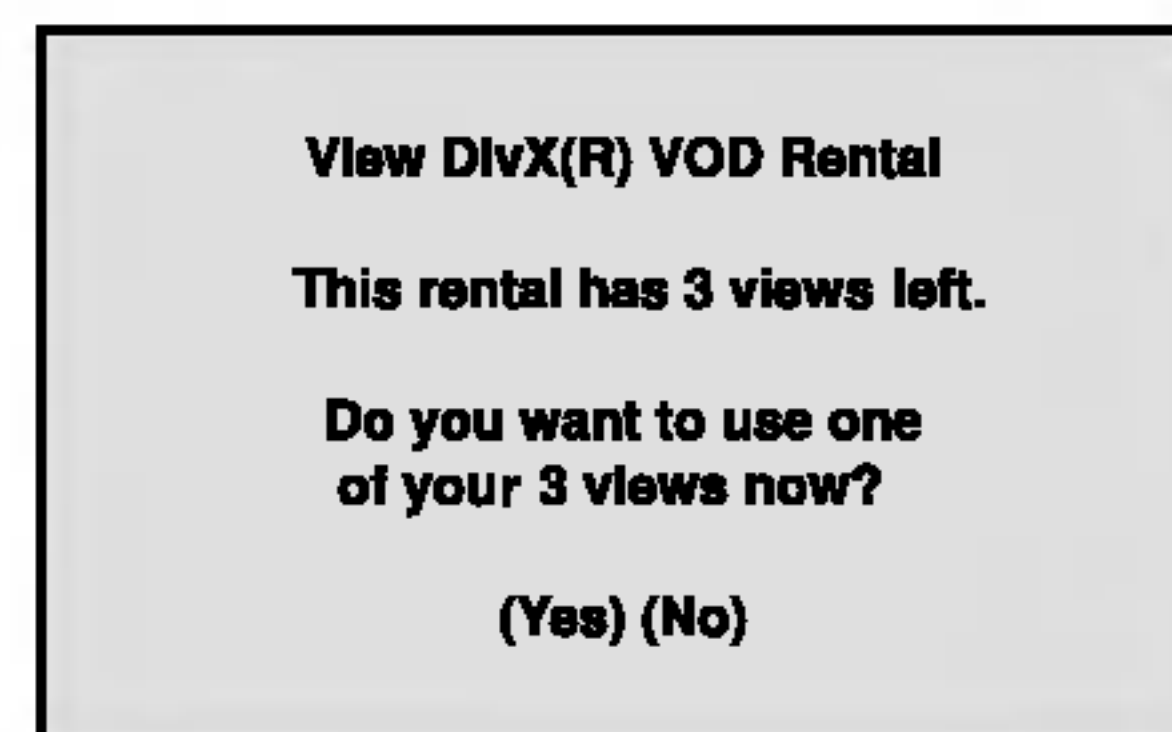 View DivX(R) VOD Rental
This rental has 3 views left.
Do you want to use one
of your 3 views now?
(Yes) (No)